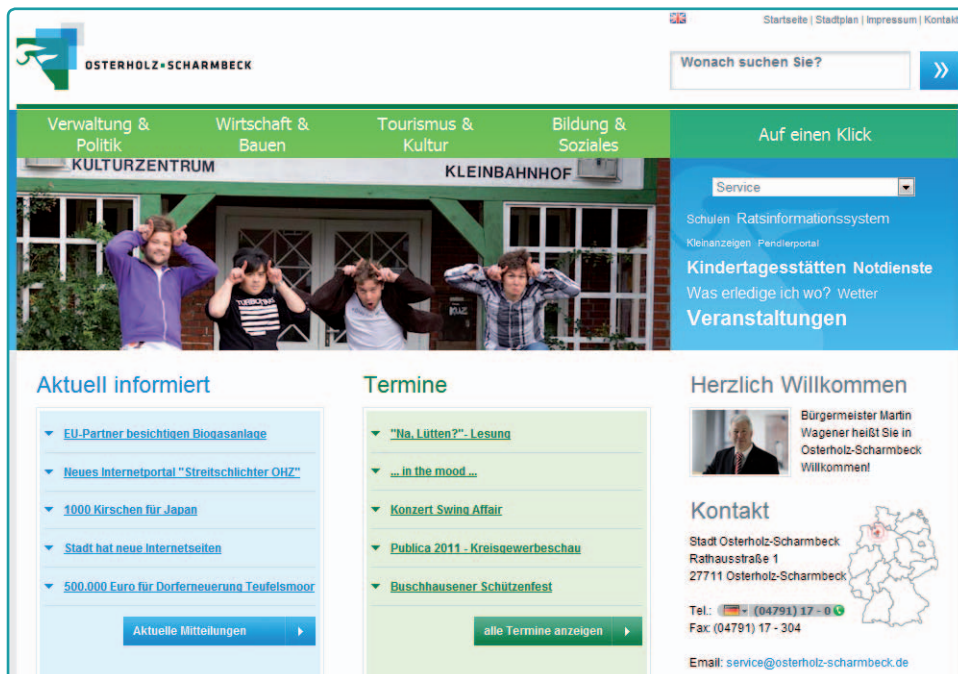 Startseite | Stadtplan | Impressum | Kontakt
OSTERHOLZ•SCHARMBECK
Wonach suchen Sie?
Verwaltung &
Politik
Wirtschaft &
Bauen
Tourismus &
Kultur
Bildung &
Soziales
Auf einen Klick
KULTURZENTRUM
KLEINBAHNHOF
Service
Schulen Ratsinformationssystem
Kleinanzeigen Pendlerportal
Kindertagesstätten Notdienste
Was erledige ich wo? Wetter
Veranstaltungen
Aktuell informiert
EU-Partner besichtigen Biogasanlage
Neues Internetportal "Streitschlichter OHZ"
1000 Kirschen für Japan
Stadt hat neue Internetseiten
500.000 Euro für Dorferneuerung Teufelsmoor
Aktuelle Mitteilungen
Termine
"Na, Lütten?"- Lesung
... in the mood ...
Konzert Swing Affair
Publica 2011 - Kreisgewerbeschau
Buschhausener Schützenfest
alle Termine anzeigen
Herzlich Willkommen
Bürgermeister Martin
Wagener heißt Sie in
Osterholz-Scharmbeck
Willkommen!
Kontakt
Stadt Osterholz-Scharmbeck
Rathausstraße 1
27711 Osterholz-Scharmbeck
Tel.: (04791) 17 - 0
Fax: (04791) 17 - 304
Email: service@osterholz-scharmbeck.de